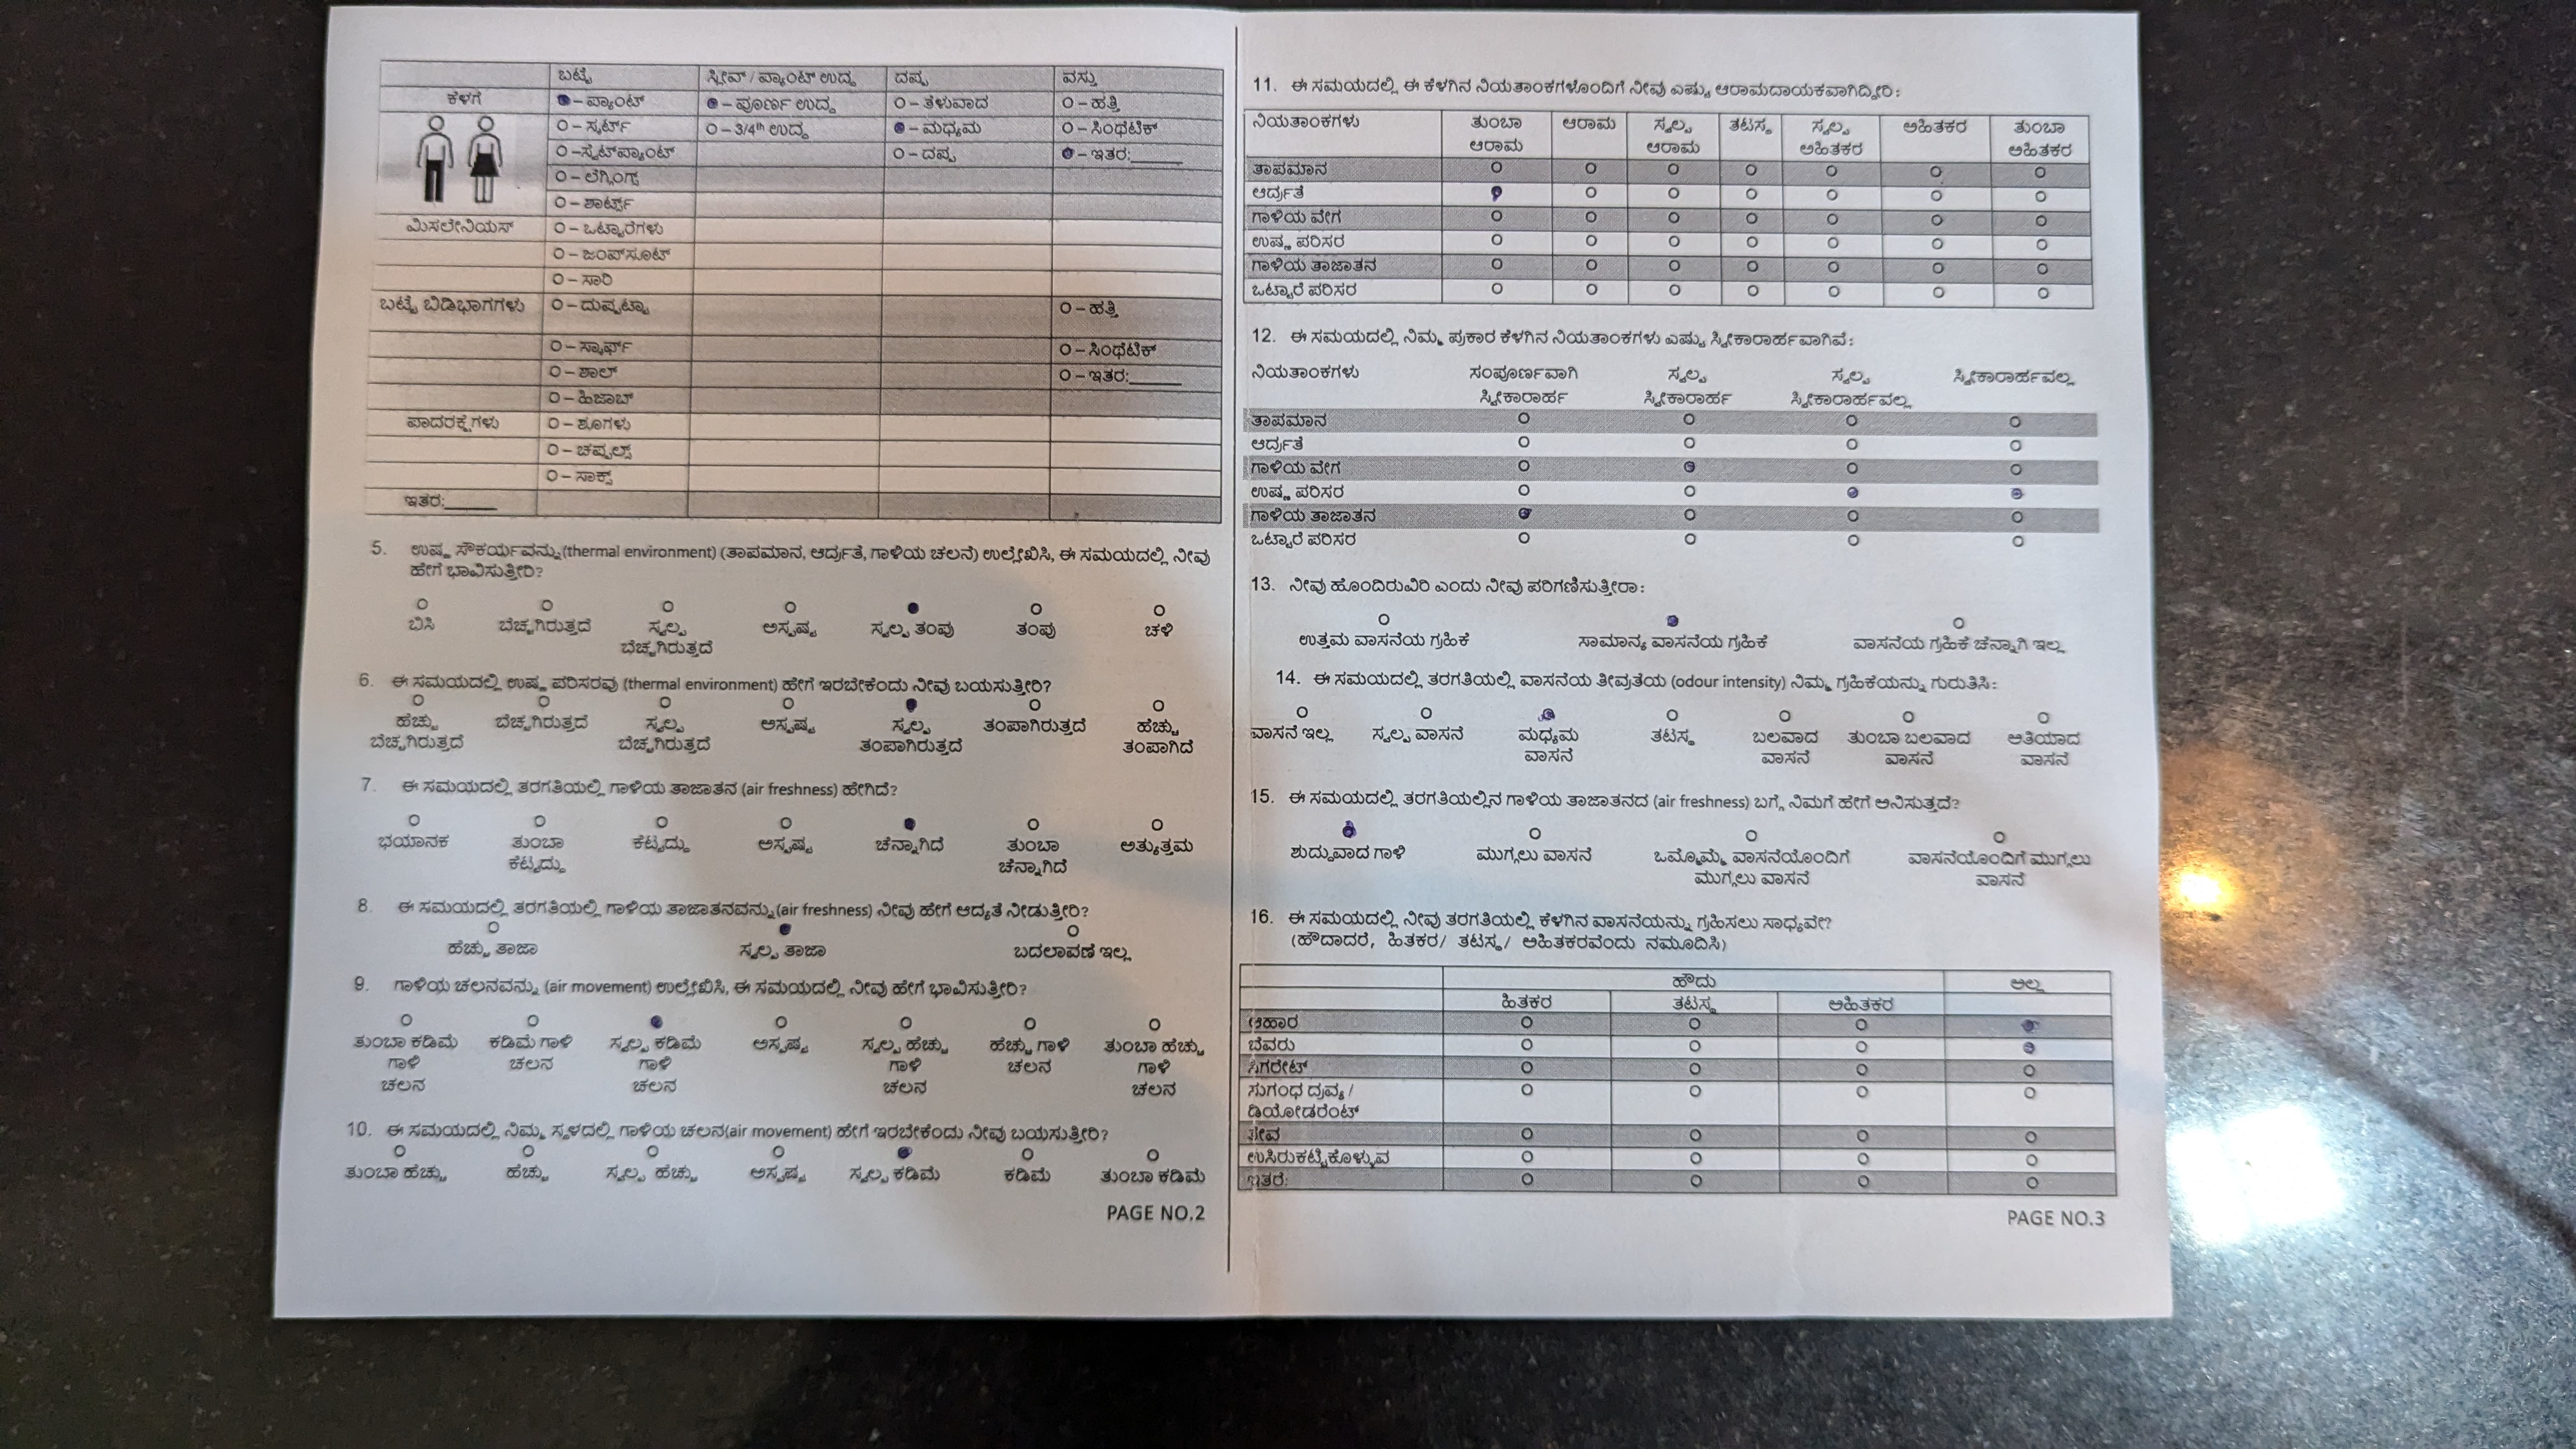 ಬಟ್ಟೆ ಸ್ಲೀವ್ / ಪ್ಯಾಂಟ್ ಉದ್ದ ದಪ್ಪ ವಸ್ತು
ಕೆಳಗೆ O – ಪ್ಯಾಂಟ್ O – ಪೂರ್ಣ ಉದ್ದ O – ತೆಳುವಾದ O – ಹತ್ತಿ
O – ಸ್ಕರ್ಟ್ O – 3/4th ಉದ್ದ O – ಮಧ್ಯಮ O – ಸಿಂಥೆಟಿಕ್
O –ಸ್ವೆಟ್‌ಪ್ಯಾಂಟ್ O – ದಪ್ಪ O – ಇತರ:______
O – ಲೆಗ್ಗಿಂಗ್ಸ್
O – ಶಾರ್ಟ್ಸ್
ಮಿಸಲೇನಿಯಸ್ O – ಒಟ್ಟಾರೆಗಳು
O – ಜಂಪ್‌ಸೂಟ್
O – ಸಾರಿ
ಬಟ್ಟೆ ಬಿಡಿಭಾಗಗಳು O – ದುಪ್ಪಟ್ಟಾ O – ಹತ್ತಿ
O – ಸ್ಕಾರ್ಫ್ O – ಸಿಂಥೆಟಿಕ್
O – ಶಾಲ್ O – ಇತರ:______
O – ಹಿಜಾಬ್
ಪಾದರಕ್ಷೆಗಳು O – ಶೂಗಳು
O – ಚಪ್ಪಲ್ಸ್
O – ಸಾಕ್ಸ್
ಇತರ:______
5. ಉಷ್ಣ ಸೌಕರ್ಯವನ್ನು (thermal environment) (ತಾಪಮಾನ, ಆರ್ದ್ರತೆ, ಗಾಳಿಯ ಚಲನೆ) ಉಲ್ಲೇಖಿಸಿ, ಈ ಸಮಯದಲ್ಲಿ ನೀವು
ಹೇಗೆ ಭಾವಿಸುತ್ತೀರಿ?
ಬಿಸಿ ಬೆಚ್ಚಗಿರುತ್ತದೆ ಸ್ವಲ್ಪ ಅಸ್ಪಷ್ಟ ಸ್ವಲ್ಪ ತಂಪು ತಂಪು ಚಳಿ
ಬೆಚ್ಚಗಿರುತ್ತದೆ
6. ಈ ಸಮಯದಲ್ಲಿ ಉಷ್ಣ ಪರಿಸರವು (thermal environment) ಹೇಗೆ ಇರಬೇಕೆಂದು ನೀವು ಬಯಸುತ್ತೀರಿ?
ಹೆಚ್ಚು ಬೆಚ್ಚಗಿರುತ್ತದೆ ಸ್ವಲ್ಪ ಅಸ್ಪಷ್ಟ ಸ್ವಲ್ಪ ತಂಪಾಗಿರುತ್ತದೆ ಹೆಚ್ಚು
ಬೆಚ್ಚಗಿರುತ್ತದೆ ಬೆಚ್ಚಗಿರುತ್ತದೆ ತಂಪಾಗಿರುತ್ತದೆ ತಂಪಾಗಿದೆ
7. ಈ ಸಮಯದಲ್ಲಿ ತರಗತಿಯಲ್ಲಿ ಗಾಳಿಯ ತಾಜಾತನ (air freshness) ಹೇಗಿದೆ?
ಭಯಾನಕ ತುಂಬಾ ಕೆಟ್ಟದ್ದು ಅಸ್ಪಷ್ಟ ಚೆನ್ನಾಗಿದೆ ತುಂಬಾ ಅತ್ಯುತ್ತಮ
ಕೆಟ್ಟದ್ದು ಚೆನ್ನಾಗಿದೆ
8. ಈ ಸಮಯದಲ್ಲಿ ತರಗತಿಯಲ್ಲಿ ಗಾಳಿಯ ತಾಜಾತನವನ್ನು (air freshness) ನೀವು ಹೇಗೆ ಆದ್ಯತೆ ನೀಡುತ್ತೀರಿ?
ಹೆಚ್ಚು ತಾಜಾ ಸ್ವಲ್ಪ ತಾಜಾ ಬದಲಾವಣೆ ಇಲ್ಲ
9. ಗಾಳಿಯ ಚಲನವನ್ನು (air movement) ಉಲ್ಲೇಖಿಸಿ, ಈ ಸಮಯದಲ್ಲಿ ನೀವು ಹೇಗೆ ಭಾವಿಸುತ್ತೀರಿ?
ತುಂಬಾ ಕಡಿಮೆ ಕಡಿಮೆ ಗಾಳಿ ಸ್ವಲ್ಪ ಕಡಿಮೆ ಅಸ್ಪಷ್ಟ ಸ್ವಲ್ಪ ಹೆಚ್ಚು ಹೆಚ್ಚು ಗಾಳಿ ತುಂಬಾ ಹೆಚ್ಚು
ಗಾಳಿ ಚಲನ ಗಾಳಿ ಗಾಳಿ ಚಲನ ಗಾಳಿ
ಚಲನ ಚಲನ ಚಲನ ಚಲನ
10. ಈ ಸಮಯದಲ್ಲಿ ನಿಮ್ಮ ಸ್ಥಳದಲ್ಲಿ ಗಾಳಿಯ ಚಲನ(air movement) ಹೇಗೆ ಇರಬೇಕೆಂದು ನೀವು ಬಯಸುತ್ತೀರಿ?
ತುಂಬಾ ಹೆಚ್ಚು ಹೆಚ್ಚು ಸ್ವಲ್ಪ ಹೆಚ್ಚು ಅಸ್ಪಷ್ಟ ಸ್ವಲ್ಪ ಕಡಿಮೆ ಕಡಿಮೆ ತುಂಬಾ ಕಡಿಮೆ
PAGE NO.2
11. ಈ ಸಮಯದಲ್ಲಿ ಈ ಕೆಳಗಿನ ನಿಯತಾಂಕಗಳೊಂದಿಗೆ ನೀವು ಎಷ್ಟು ಆರಾಮದಾಯಕವಾಗಿದ್ದೀರಿ:
ನಿಯತಾಂಕಗಳು ತುಂಬಾ ಆರಾಮ ಸ್ವಲ್ಪ ತಟಸ್ಥ ಸ್ವಲ್ಪ ಅಹಿತಕರ ತುಂಬಾ
ಆರಾಮ ಆರಾಮ ಅಹಿತಕರ ಅಹಿತಕರ
ತಾಪಮಾನ
ಆರ್ದ್ರತೆ
ಗಾಳಿಯ ವೇಗ
ಉಷ್ಣ ಪರಿಸರ
ಗಾಳಿಯ ತಾಜಾತನ
ಒಟ್ಟಾರೆ ಪರಿಸರ
12. ಈ ಸಮಯದಲ್ಲಿ ನಿಮ್ಮ ಪ್ರಕಾರ ಕೆಳಗಿನ ನಿಯತಾಂಕಗಳು ಎಷ್ಟು ಸ್ವೀಕಾರಾರ್ಹವಾಗಿವೆ:
ನಿಯತಾಂಕಗಳು ಸಂಪೂರ್ಣವಾಗಿ ಸ್ವಲ್ಪ ಸ್ವಲ್ಪ ಸ್ವೀಕಾರಾರ್ಹವಲ್ಲ
ಸ್ವೀಕಾರಾರ್ಹ ಸ್ವೀಕಾರಾರ್ಹ ಸ್ವೀಕಾರಾರ್ಹವಲ್ಲ
ತಾಪಮಾನ
ಆರ್ದ್ರತೆ
ಗಾಳಿಯ ವೇಗ
ಉಷ್ಣ ಪರಿಸರ
ಗಾಳಿಯ ತಾಜಾತನ
ಒಟ್ಟಾರೆ ಪರಿಸರ
13. ನೀವು ಹೊಂದಿರುವಿರಿ ಎಂದು ನೀವು ಪರಿಗಣಿಸುತ್ತೀರಾ:
ಉತ್ತಮ ವಾಸನೆಯ ಗ್ರಹಿಕೆ ಸಾಮಾನ್ಯ ವಾಸನೆಯ ಗ್ರಹಿಕೆ ವಾಸನೆಯ ಗ್ರಹಿಕೆ ಚೆನ್ನಾಗಿ ಇಲ್ಲ
14. ಈ ಸಮಯದಲ್ಲಿ ತರಗತಿಯಲ್ಲಿ ವಾಸನೆಯ ತೀವ್ರತೆಯ (odour intensity) ನಿಮ್ಮ ಗ್ರಹಿಕೆಯನ್ನು ಗುರುತಿಸಿ:
ವಾಸನೆ ಇಲ್ಲ ಸ್ವಲ್ಪ ವಾಸನೆ ಮಧ್ಯಮ ತಟಸ್ಥ ಬಲವಾದ ತುಂಬಾ ಬಲವಾದ ಅತಿಯಾದ
ವಾಸನೆ ವಾಸನೆ ವಾಸನೆ ವಾಸನೆ
15. ಈ ಸಮಯದಲ್ಲಿ ತರಗತಿಯಲ್ಲಿನ ಗಾಳಿಯ ತಾಜಾತನದ (air freshness) ಬಗ್ಗೆ ನಿಮಗೆ ಹೇಗೆ ಅನಿಸುತ್ತದೆ?
ಶುದ್ಧವಾದ ಗಾಳಿ ಮುಗ್ಗಲು ವಾಸನೆ ಒಮ್ಮೊಮ್ಮೆ ವಾಸನೆಯೊಂದಿಗೆ ವಾಸನೆಯೊಂದಿಗೆ ಮುಗ್ಗಲು
ಮುಗ್ಗಲು ವಾಸನೆ ವಾಸನೆ
16. ಈ ಸಮಯದಲ್ಲಿ ನೀವು ತರಗತಿಯಲ್ಲಿ ಕೆಳಗಿನ ವಾಸನೆಯನ್ನು ಗ್ರಹಿಸಲು ಸಾಧ್ಯವೇ?
(ಹೌದಾದರೆ, ಹಿತಕರ/ ತಟಸ್ಥ/ ಅಹಿತಕರವೆಂದು ನಮೂದಿಸಿ)
ಹೌದು ಅಲ್ಲ
ಹಿತಕರ ತಟಸ್ಥ ಅಹಿತಕರ
ಆಹಾರ
ಬೆವರು
ಸಿಗರೇಟ್
ಸುಗಂಧ ದ್ರವ್ಯ /
ಡಿಯೋಡರೆಂಟ್
ತೇವ
ಉಸಿರುಕಟ್ಟಿಕೊಳ್ಳುವ
ಇತರೆ:
PAGE NO.3